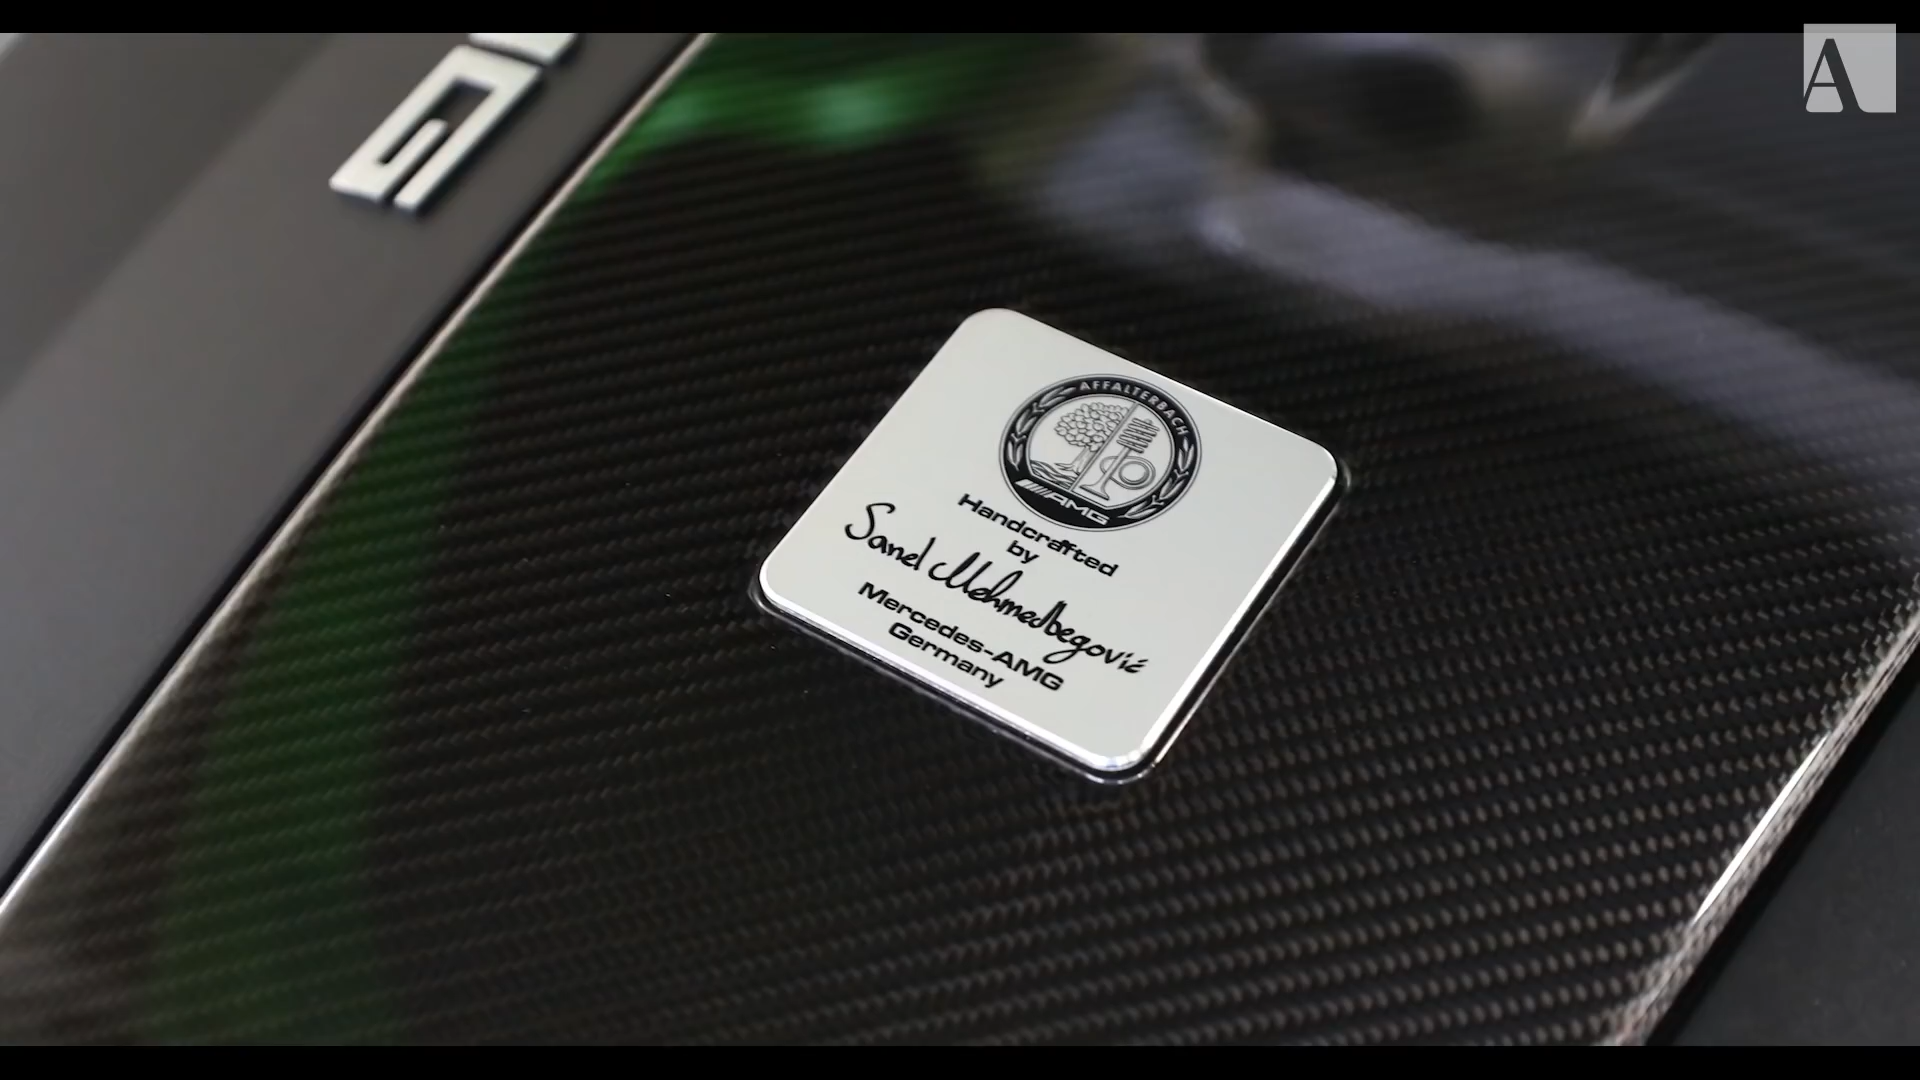 A
AFFALTERBACH
AMG
Handcrafted
by
Sanel Mehmedbegović
Mercedes-AMG
Germany